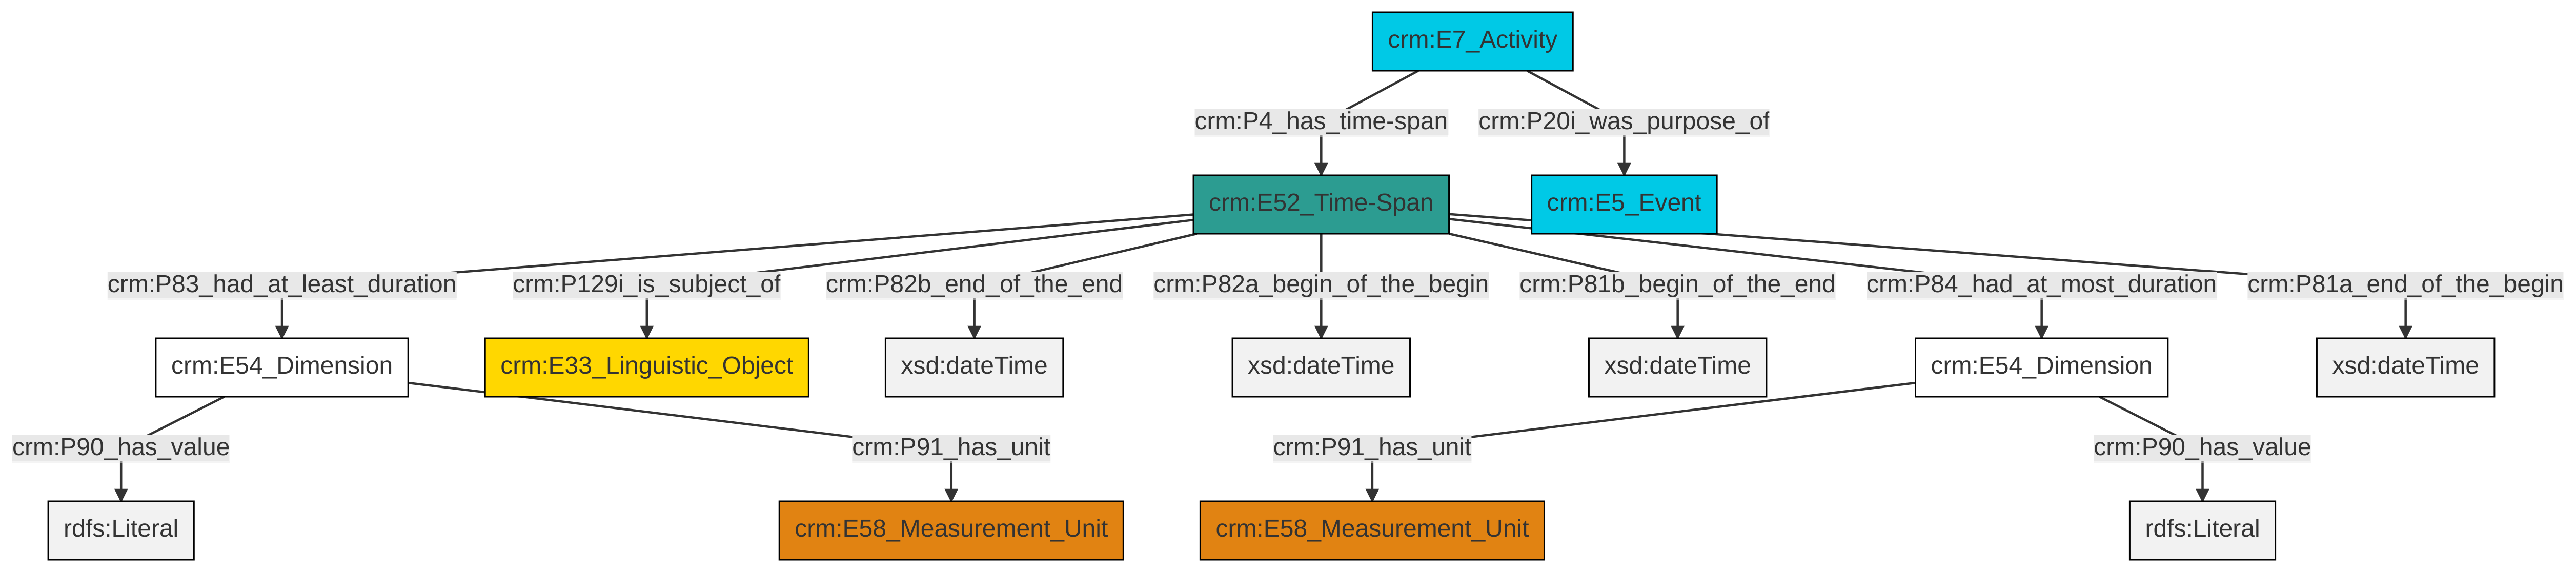 crm:E7_Activity
crm:P4_has_time-span
crm:P20i_was_purpose_of
crm:E52_Time-Span
crm:E5_Event
crm:P83_had_at_least_duration
crm:P129i_is_subject_of
crm:P82b_end_of_the_end
crm:P82a_begin_of_the_begin
crm:P81b_begin_of_the_end
crm:P84_had_at_most_duration
crm:P81a_end_of_the_begin
crm:E54_Dimension
crm:E33_Linguistic_Object
xsd:dateTime
xsd:dateTime
xsd:dateTime
crm:E54_Dimension
xsd:dateTime
crm:P90_has_value
crm:P91_has_unit
crm:P91_has_unit
crm:P90_has_value
rdfs:Literal
crm:E58_Measurement_Unit
crm:E58_Measurement_Unit
rdfs:Literal